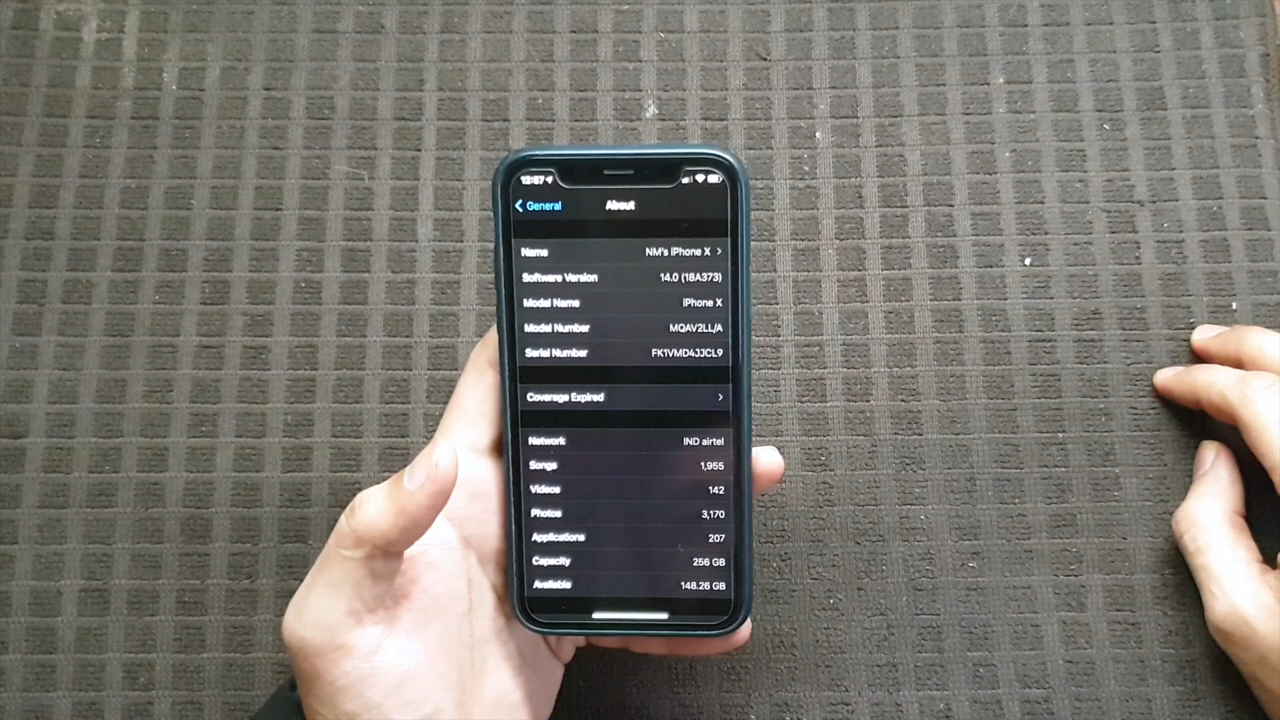 12:57
General About
Name NM's iPhone X
Software Version 14.0 (18A373)
Model Name iPhone X
Model Number MQAV2LL/A
Serial Number FK1VMD4JJCL9
Coverage Expired
Network IND airtel
Songs 1,955
Videos 142
Photos 3,170
Applications 207
Capacity 256 GB
Available 148.26 GB